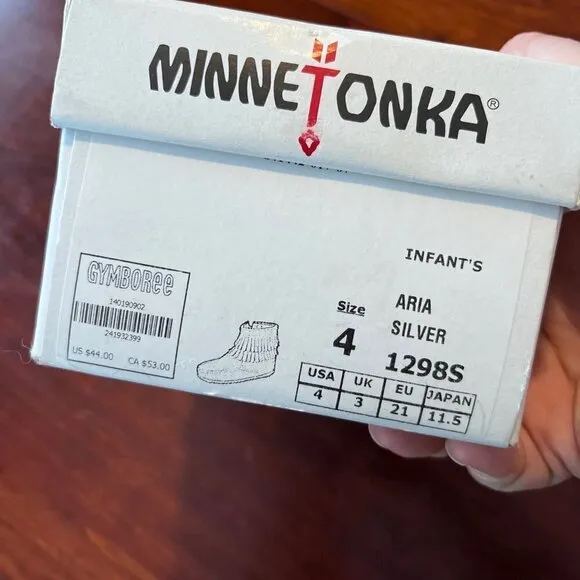 MINNETONKA®
GYMBOREE
140190902
241932399
US $44.00 CA $53.00
INFANT'S
Size
4
ARIA
SILVER
1298S
USA UK EU JAPAN
4 3 21 11.5